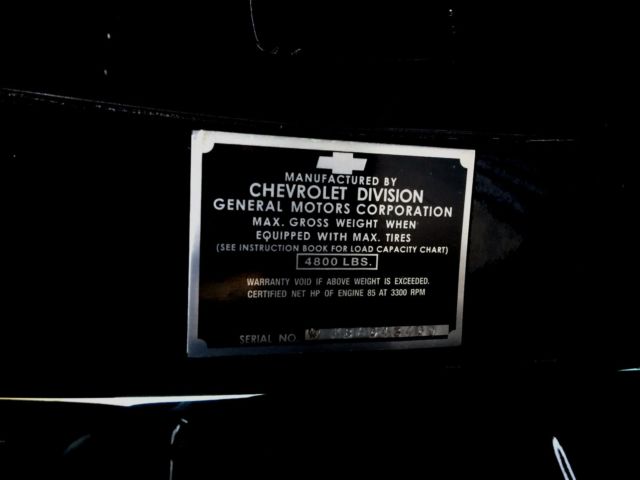 MANUFACTURED BY
CHEVROLET DIVISION
GENERAL MOTORS CORPORATION
MAX. GROSS WEIGHT WHEN
EQUIPPED WITH MAX. TIRES
(SEE INSTRUCTION BOOK FOR LOAD CAPACITY CHART)
4800 LBS.
WARRANTY VOID IF ABOVE WEIGHT IS EXCEEDED.
CERTIFIED NET HP OF ENGINE 85 AT 3300 RPM
SERIAL NO.